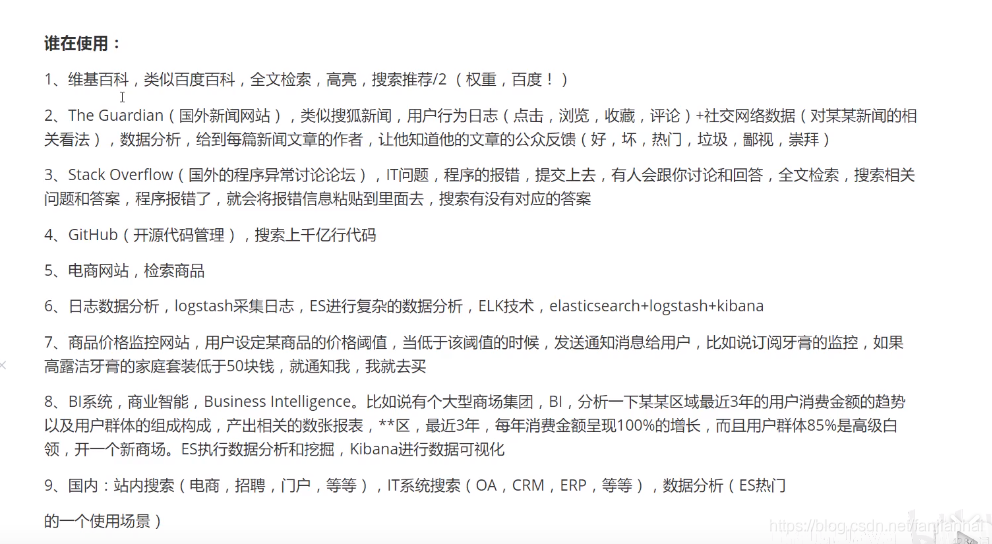 谁在使用：
1、维基百科，类似百度百科，全文检索，高亮，搜索推荐/2 （权重，百度！）
2、The Guardian（国外新闻网站），类似搜狐新闻，用户行为日志（点击，浏览，收藏，评论）+社交网络数据（对某某新闻的相
关看法），数据分析，给到每篇新闻文章的作者，让他知道他的文章的公众反馈（好，坏，热门，垃圾，鄙视，崇拜）
3、Stack Overflow（国外的程序异常讨论论坛），IT问题，程序的报错，提交上去，有人会跟你讨论和回答，全文检索，搜索相关
问题和答案，程序报错了，就会将报错信息粘贴到里面去，搜索有没有对应的答案
4、GitHub（开源代码管理），搜索上千亿行代码
5、电商网站，检索商品
6、日志数据分析，logstash采集日志，ES进行复杂的数据分析，ELK技术，elasticsearch+logstash+kibana
7、商品价格监控网站，用户设定某商品的价格阈值，当低于该阈值的时候，发送通知消息给用户，比如说订阅牙膏的监控，如果
高露洁牙膏的家庭套装低于50块钱，就通知我，我就去买
8、BI系统，商业智能，Business Intelligence。比如说有个大型商场集团，BI，分析一下某某区域最近3年的用户消费金额的趋势
以及用户群体的组成构成，产出相关的数张报表，**区，最近3年，每年消费金额呈现100%的增长，而且用户群体85%是高级白
领，开一个新商场。ES执行数据分析和挖掘，Kibana进行数据可视化
9、国内：站内搜索（电商，招聘，门户，等等），IT系统搜索（OA，CRM，ERP，等等），数据分析（ES热门
的一个使用场景）